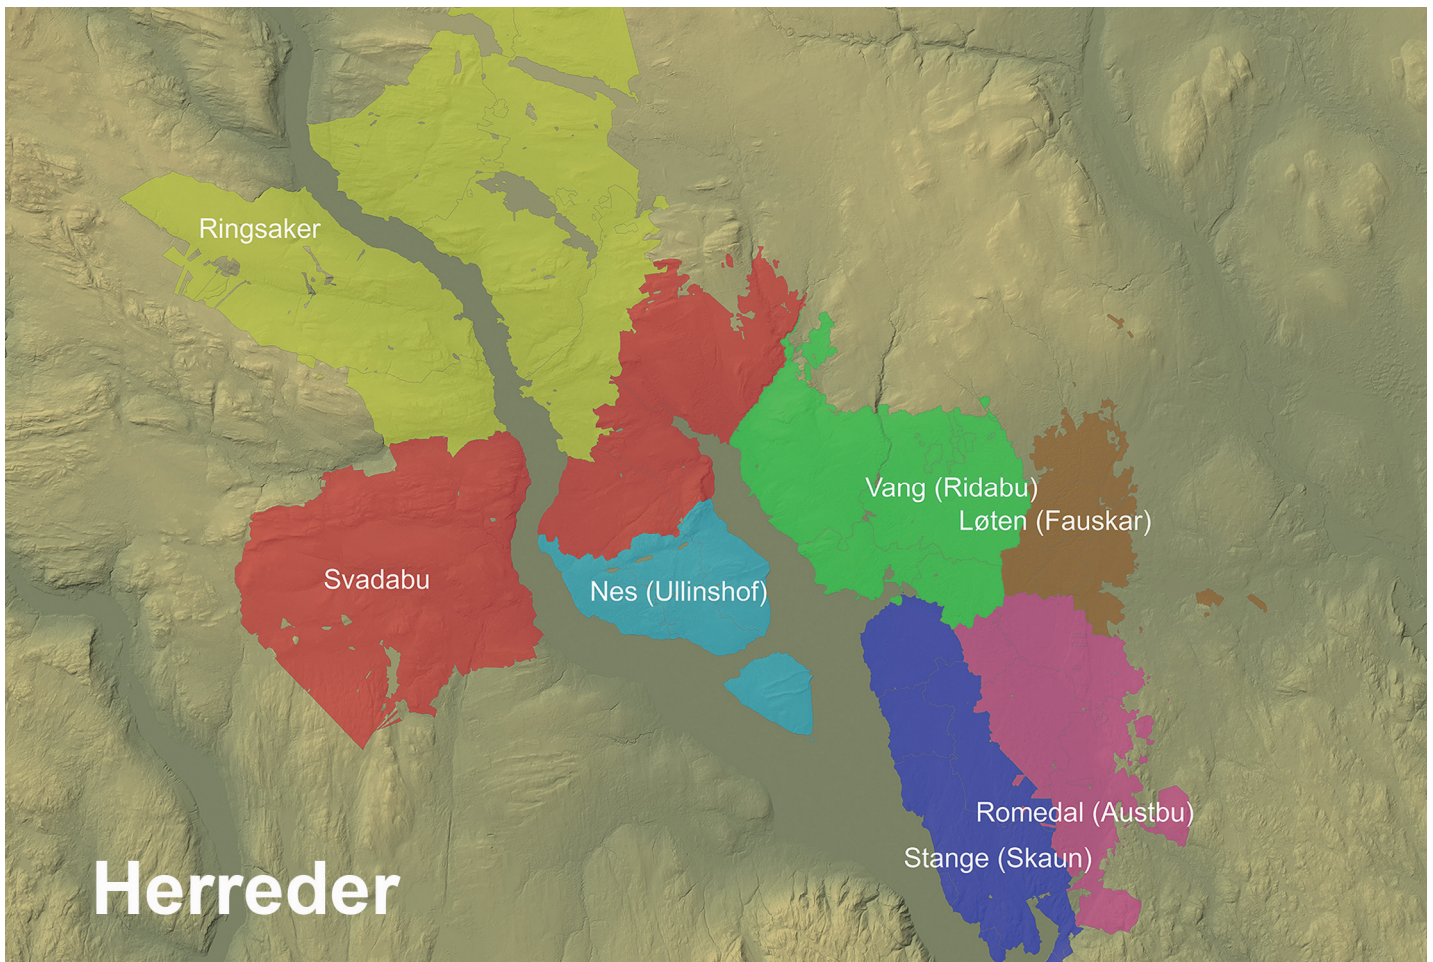 Ringsaker
Vang (Ridabu)
Løten (Fauskar)
Svadabu
Nes (Ullinshof)
Romedal (Austbu)
Stange (Skaun)
Herreder